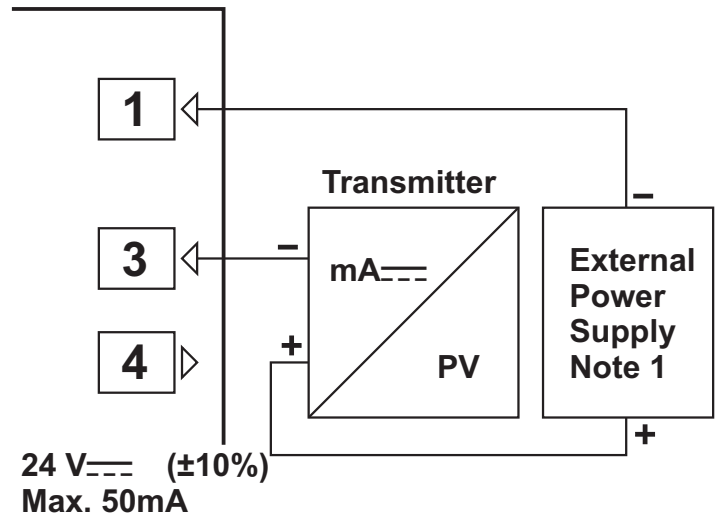 1
Transmitter
−
3
−
mA
External
Power
Supply
Note 1
+
4
PV
+
24 V (±10%)
Max. 50mA